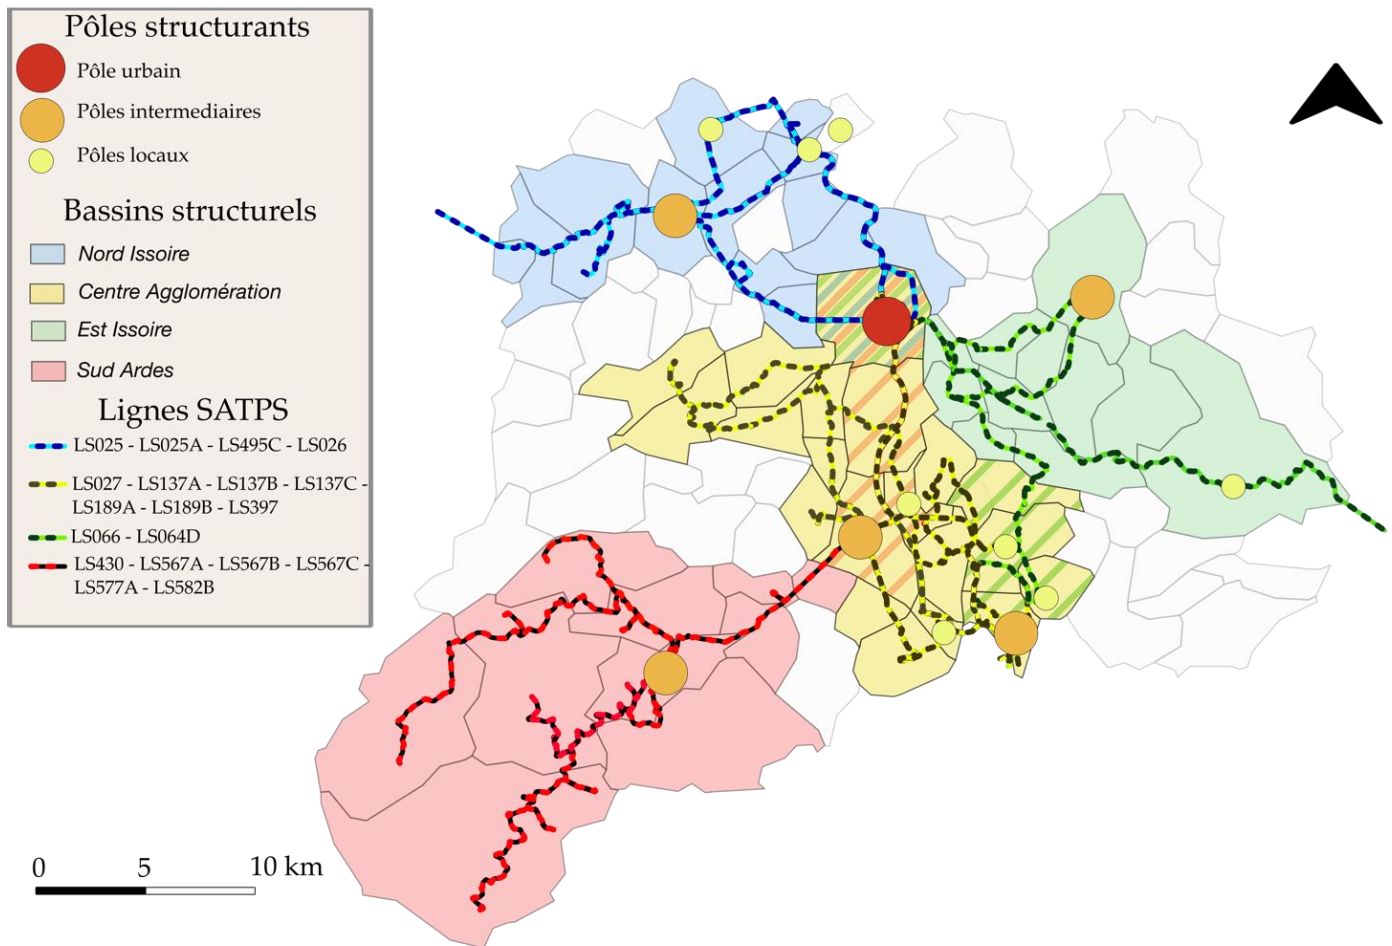 Pôles structurants
Pôle urbain
Pôles intermediaires
Pôles locaux
Bassins structurels
Nord Issoire
Centre Agglomération
Est Issoire
Sud Ardes
Lignes SATPS
LS025 - LS025A - LS495C - LS026
LS027 - LS137A - LS137B - LS137C -
LS189A - LS189B - LS397
LS066 - LS064D
LS430 - LS567A - LS567B - LS567C -
LS577A - LS582B
0 5 10 km